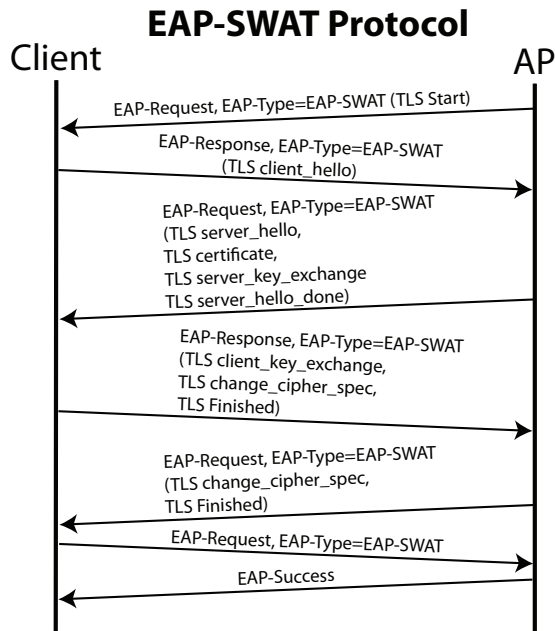 EAP-SWAT Protocol
Client
AP
EAP-Request, EAP-Type=EAP-SWAT (TLS Start)
EAP-Response, EAP-Type=EAP-SWAT
(TLS client_hello)
EAP-Request, EAP-Type=EAP-SWAT
(TLS server_hello,
TLS certificate,
TLS server_key_exchange
TLS server_hello_done)
EAP-Response, EAP-Type=EAP-SWAT
(TLS client_key_exchange,
TLS change_cipher_spec,
TLS Finished)
EAP-Request, EAP-Type=EAP-SWAT
(TLS change_cipher_spec,
TLS Finished)
EAP-Request, EAP-Type=EAP-SWAT
EAP-Success